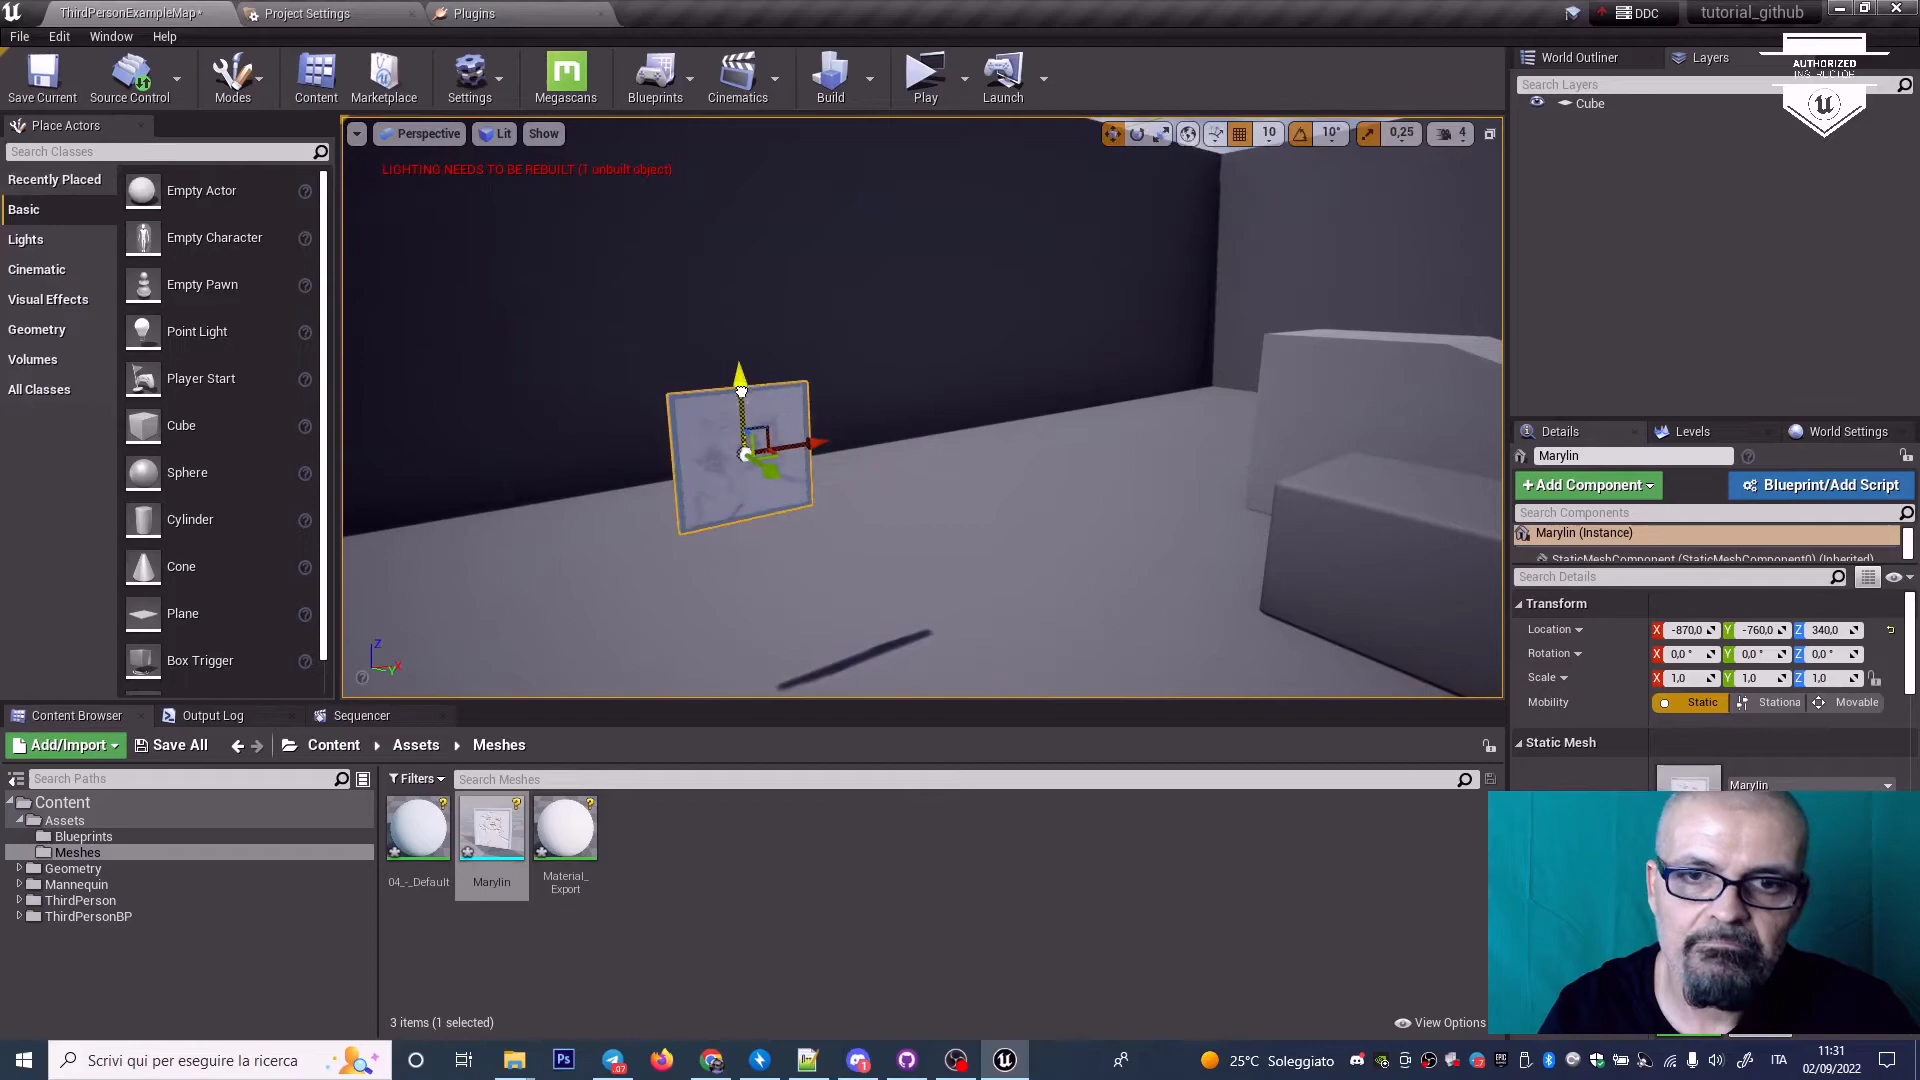 ThirdPersonExampleMap*
Project Settings
Plugins
DDC
tutorial_github
File Edit Window Help
Save Current
Source Control
Modes
Content
Marketplace
Settings
Megascans
Blueprints
Cinematics
Build
Play
Launch
World Outliner
Layers
AUTHORIZED
INSTRUCTOR
Search Layers
Cube
Place Actors
Search Classes
Recently Placed
Basic
Lights
Cinematic
Visual Effects
Geometry
Volumes
All Classes
Empty Actor
Empty Character
Empty Pawn
Point Light
Player Start
Cube
Sphere
Cylinder
Cone
Plane
Box Trigger
Perspective
Lit
Show
10
10°
0,25
4
LIGHTING NEEDS TO BE REBUILT (1 unbuilt object)
Z
X
Y
Details
Levels
World Settings
Marylin
+Add Component
Blueprint/Add Script
Search Components
Marylin (Instance)
StaticMeshComponent (StaticMeshComponent0) (Inherited)
Search Details
Transform
Location X -870,0 Y -760,0 Z 340,0
Rotation X 0,0 ° Y 0,0 ° Z 0,0 °
Scale X 1,0 Y 1,0 Z 1,0
Mobility Static Stationa Movable
Static Mesh
Marylin
Content Browser
Output Log
Sequencer
Add/Import
Save All
Content
Assets
Meshes
Search Paths
Filters
Search Meshes
Content
Assets
Blueprints
Meshes
Geometry
Mannequin
ThirdPerson
ThirdPersonBP
04_-_Default
Marylin
Material_
Export
3 items (1 selected)
View Options
Scrivi qui per eseguire la ricerca
Ps
25°C Soleggiato
ITA
11:31
02/09/2022